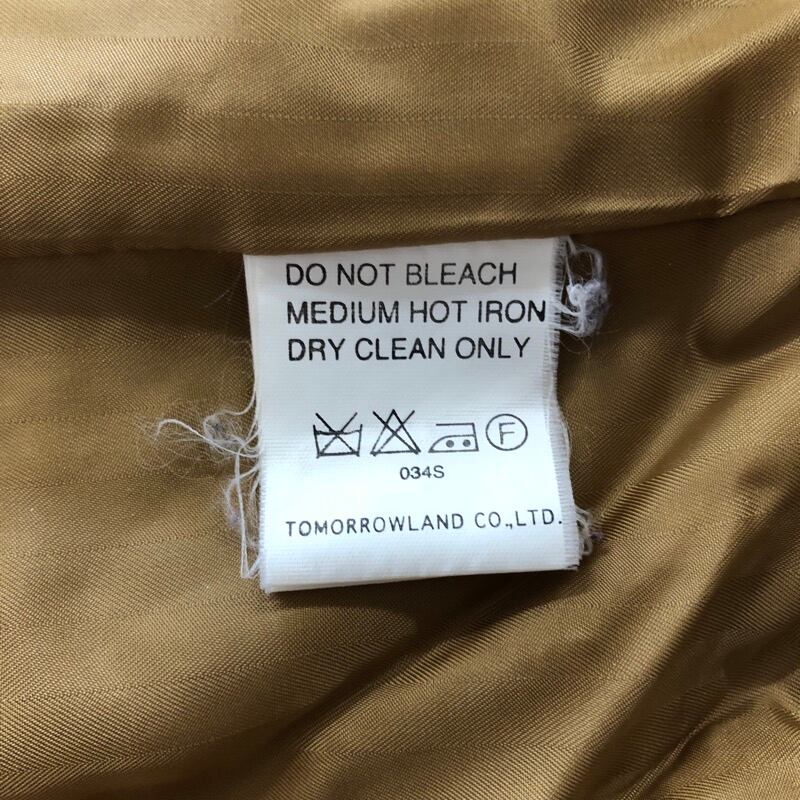 DO NOT BLEACH
MEDIUM HOT IRON
DRY CLEAN ONLY
F
034S
TOMORROWLAND CO.,LTD.